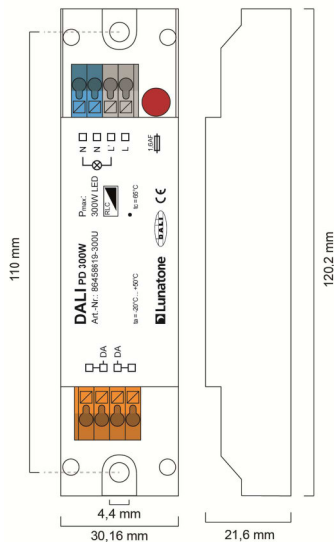 N
N
L'
L
1,6AF
Pmax:
300W LED
RLC
tc = 65°C
DALI PD 300W
Art.-Nr.: 86458619-300U
ta = -20°C... +50°C
DALI
CE
Lunatone
DA
DA
110 mm
120,2 mm
4,4 mm
30,16 mm
21,6 mm